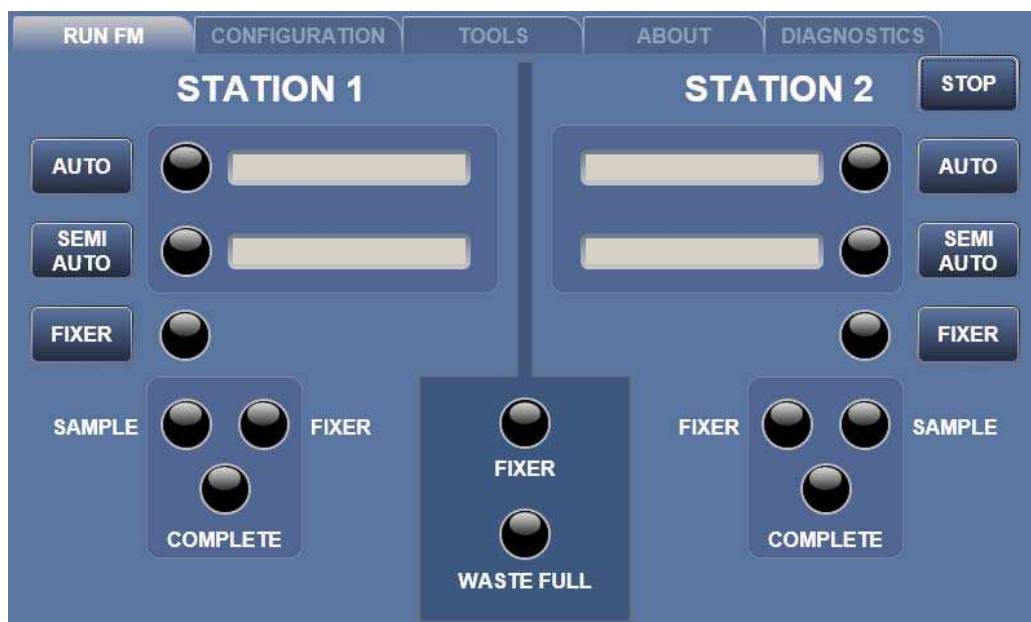 RUN FM CONFIGURATION TOOLS ABOUT DIAGNOSTICS
STATION 1 STATION 2 STOP
AUTO AUTO
SEMI AUTO SEMI AUTO
FIXER FIXER
SAMPLE FIXER FIXER SAMPLE
FIXER
COMPLETE COMPLETE
WASTE FULL